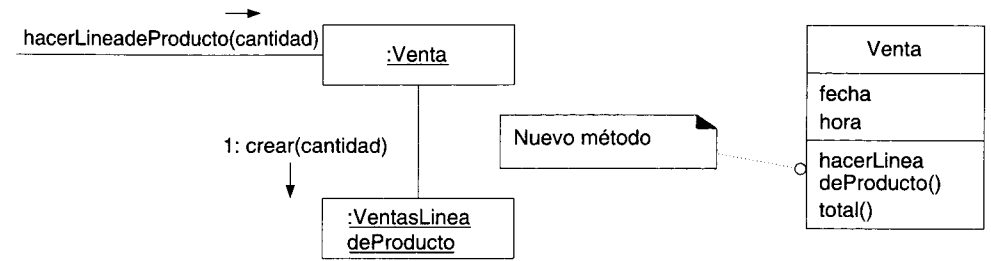 hacerLineadeProducto(cantidad)
:Venta
1: crear(cantidad)
:VentasLinea
deProducto
Nuevo método
Venta
fecha
hora
hacerLinea
deProducto()
total()